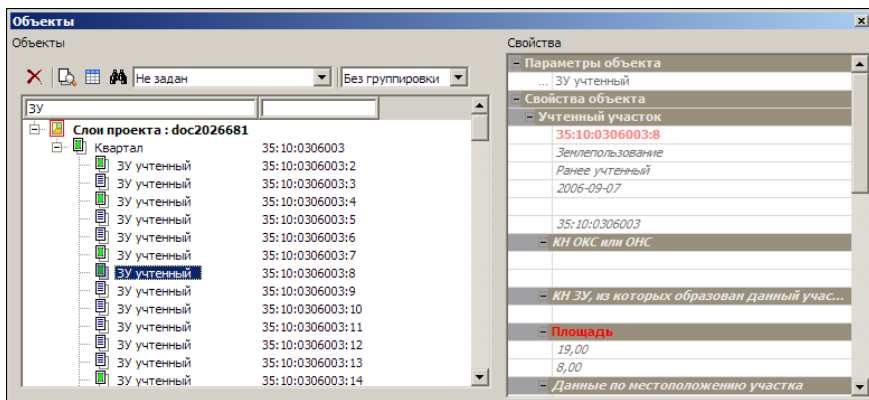 Объекты
Объекты
Не задан
Без группировки
ЗУ
Слои проекта : doc2026681
Квартал 35:10:0306003
ЗУ учтенный 35:10:0306003:2
ЗУ учтенный 35:10:0306003:3
ЗУ учтенный 35:10:0306003:4
ЗУ учтенный 35:10:0306003:5
ЗУ учтенный 35:10:0306003:6
ЗУ учтенный 35:10:0306003:7
ЗУ учтенный 35:10:0306003:8
ЗУ учтенный 35:10:0306003:9
ЗУ учтенный 35:10:0306003:10
ЗУ учтенный 35:10:0306003:11
ЗУ учтенный 35:10:0306003:12
ЗУ учтенный 35:10:0306003:13
ЗУ учтенный 35:10:0306003:14
Свойства
Параметры объекта
... ЗУ учтенный
Свойства объекта
Учтенный участок
35:10:0306003:8
Землепользование
Ранее учтенный
2006-09-07
35:10:0306003
КН ОКС или ОНС
КН ЗУ, из которых образован данный учас...
Площадь
19,00
8,00
Данные по местоположению участка